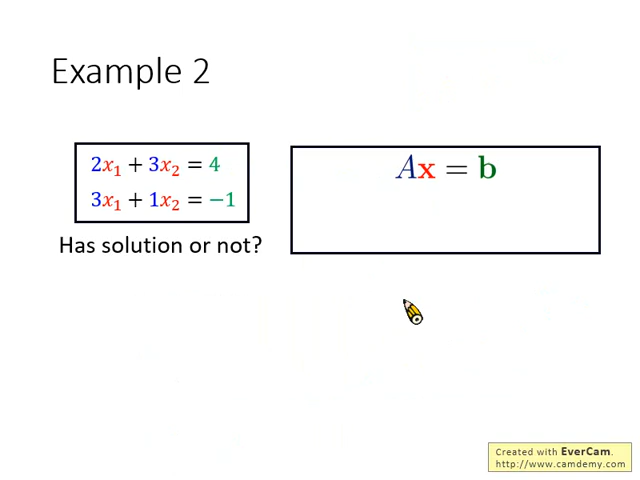 Example 2
2x₁ + 3x₂ = 4
3x₁ + 1x₂ = −1
Has solution or not?
Ax = b
Created with EverCam.
http://www.camdemy.com